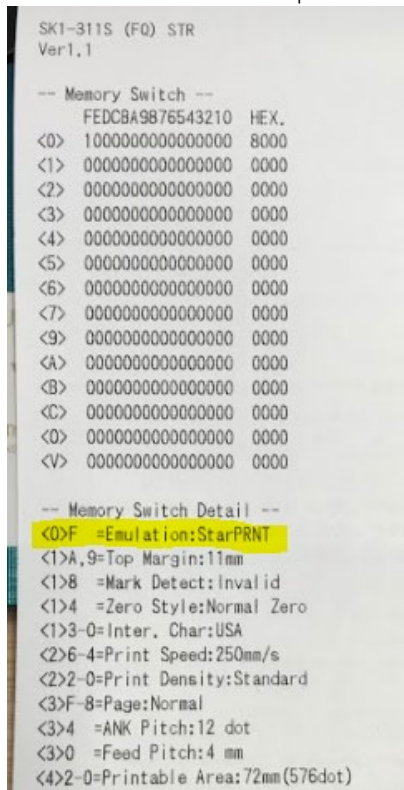 SK1-311S (FQ) STR
Ver1.1
-- Memory Switch --
FEDCBA9876543210 HEX.
<0> 1000000000000000 8000
<1> 0000000000000000 0000
<2> 0000000000000000 0000
<3> 0000000000000000 0000
<4> 0000000000000000 0000
<5> 0000000000000000 0000
<6> 0000000000000000 0000
<7> 0000000000000000 0000
<9> 0000000000000000 0000
<A> 0000000000000000 0000
<B> 0000000000000000 0000
<C> 0000000000000000 0000
<D> 0000000000000000 0000
<V> 0000000000000000 0000
-- Memory Switch Detail --
<0>F =Emulation:StarPRNT
<1>A,9=Top Margin:11mm
<1>8 =Mark Detect:Invalid
<1>4 =Zero Style:Normal Zero
<1>3-0=Inter. Char:USA
<2>6-4=Print Speed:250mm/s
<2>2-0=Print Density:Standard
<3>F-8=Page:Normal
<3>4 =ANK Pitch:12 dot
<3>0 =Feed Pitch:4 mm
<4>2-0=Printable Area:72mm(576dot)